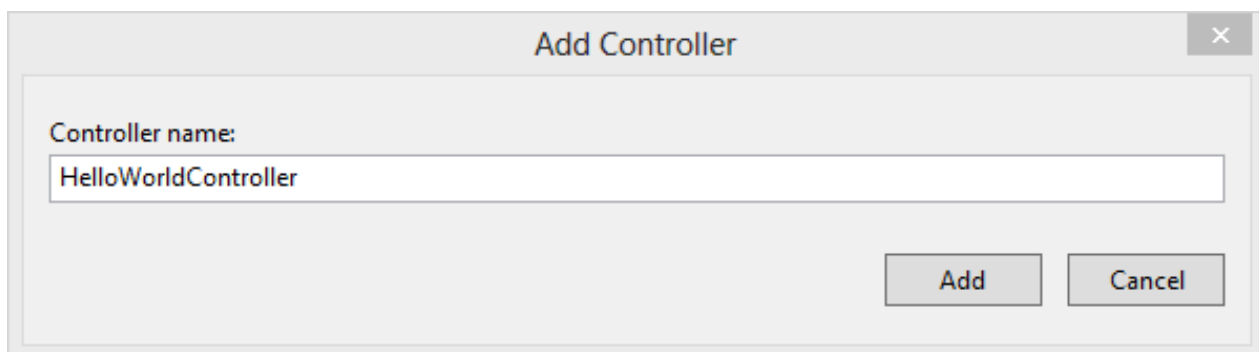 Add Controller
Controller name:
HelloWorldController
Add Cancel